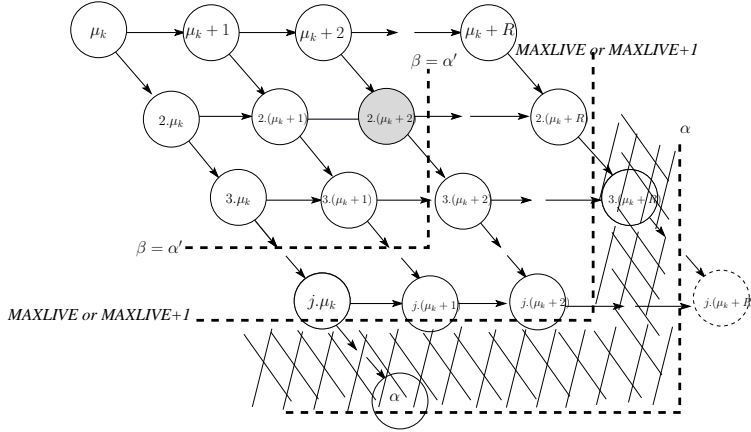 μk μk + 1 μk + 2 μk + R
MAXLIVE or MAXLIVE+1
β = α′
2.μk 2.(μk + 1) 2.(μk + 2) 2.(μk + R)
α
3.μk 3.(μk + 1) 3.(μk + 2) 3.(μk + R)
β = α′
j.μk j.(μk + 1) j.(μk + 2) j.(μk + R
MAXLIVE or MAXLIVE+1
α